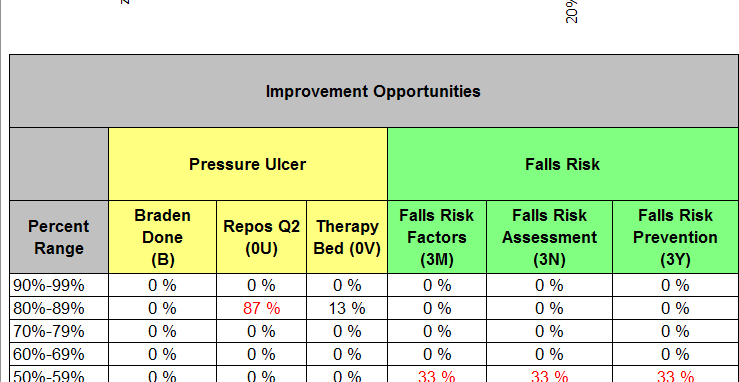 20%
Improvement Opportunities
Pressure Ulcer Falls Risk
Percent Range Braden Done (B) Repos Q2 (0U) Therapy Bed (0V) Falls Risk Factors (3M) Falls Risk Assessment (3N) Falls Risk Prevention (3Y)
90%-99% 0 % 0 % 0 % 0 % 0 % 0 %
80%-89% 0 % 87 % 13 % 0 % 0 % 0 %
70%-79% 0 % 0 % 0 % 0 % 0 % 0 %
60%-69% 0 % 0 % 0 % 0 % 0 % 0 %
50%-59% 0 % 0 % 0 % 33 % 33 % 33 %